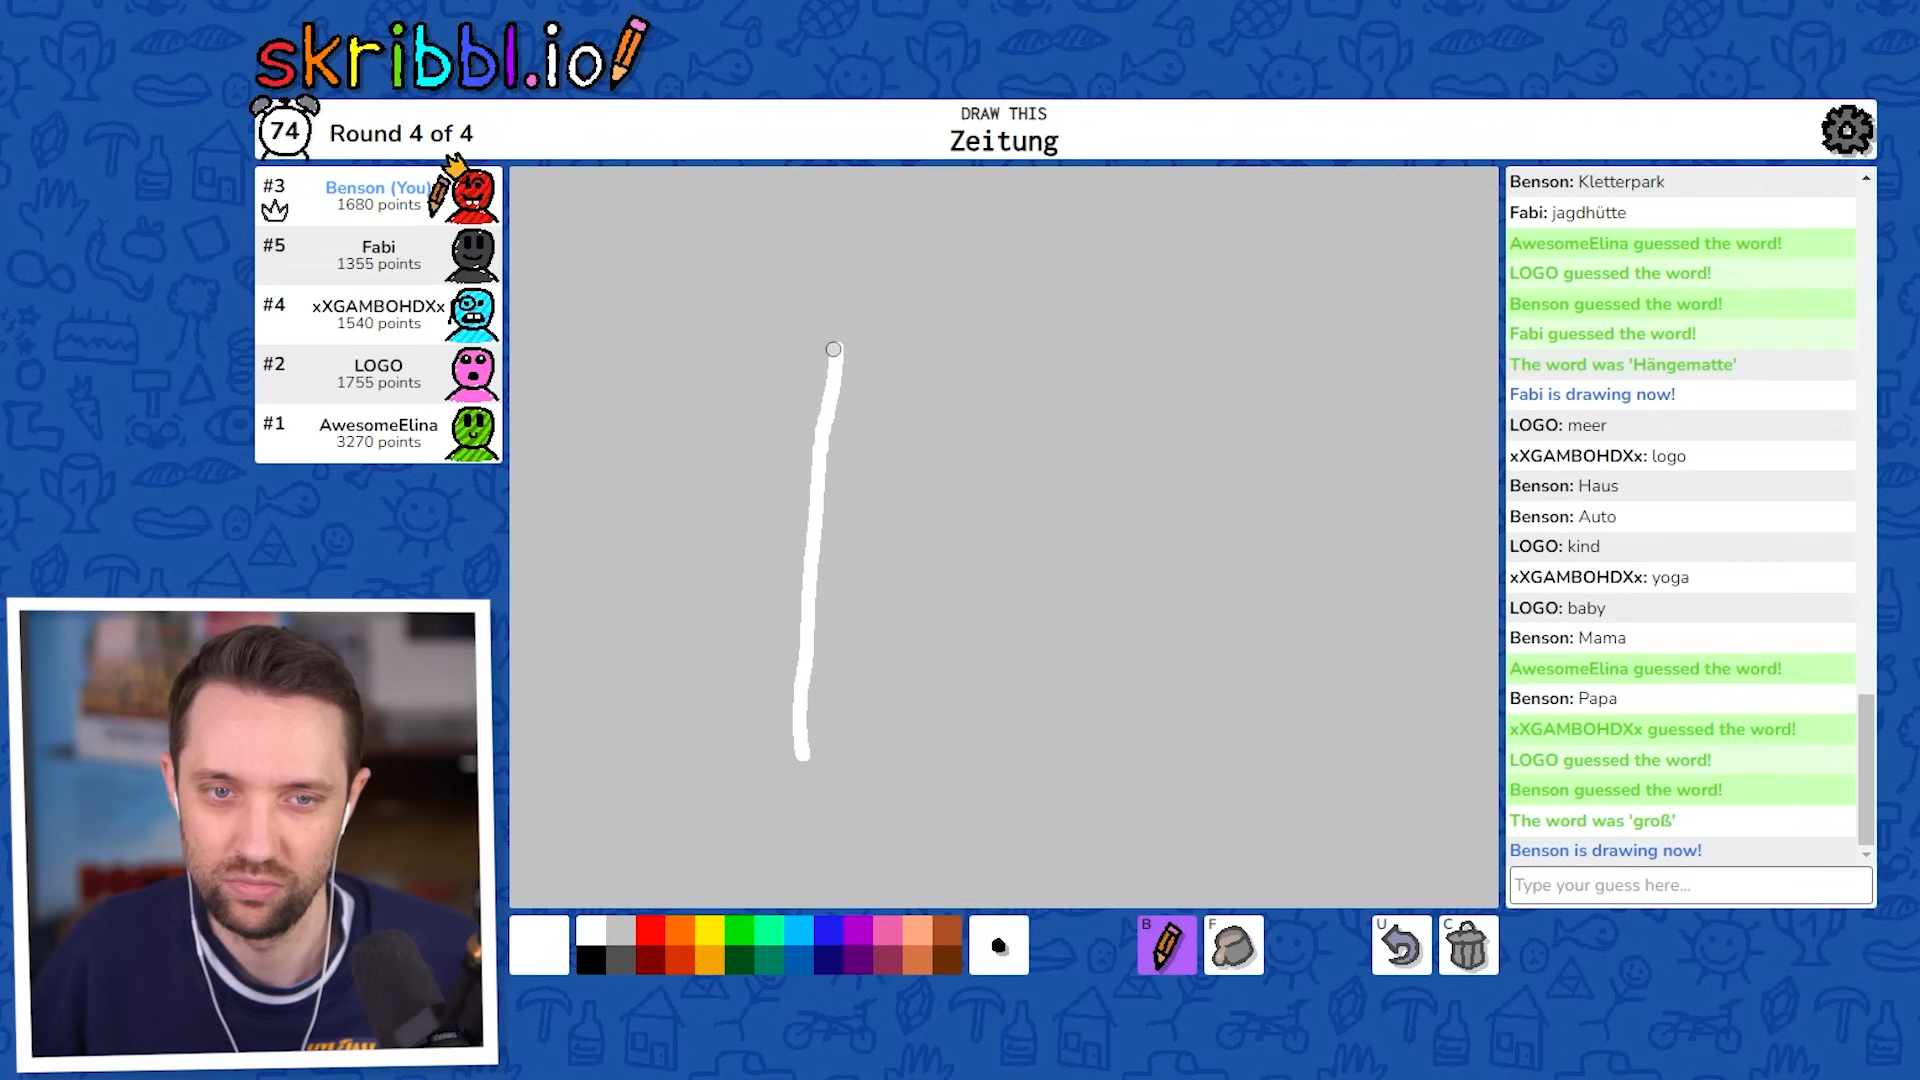 skribbl.io
74
Round 4 of 4
DRAW THIS
Zeitung
#3
Benson (You)
1680 points
#5
Fabi
1355 points
#4
xXGAMBOHDXx
1540 points
#2
LOGO
1755 points
#1
AwesomeElina
3270 points
Benson: Kletterpark
Fabi: jagdhütte
AwesomeElina guessed the word!
LOGO guessed the word!
Benson guessed the word!
Fabi guessed the word!
The word was 'Hängematte'
Fabi is drawing now!
LOGO: meer
xXGAMBOHDXx: logo
Benson: Haus
Benson: Auto
LOGO: kind
xXGAMBOHDXx: yoga
LOGO: baby
Benson: Mama
AwesomeElina guessed the word!
Benson: Papa
xXGAMBOHDXx guessed the word!
LOGO guessed the word!
Benson guessed the word!
The word was 'groß'
Benson is drawing now!
Type your guess here...
B
F
U
C